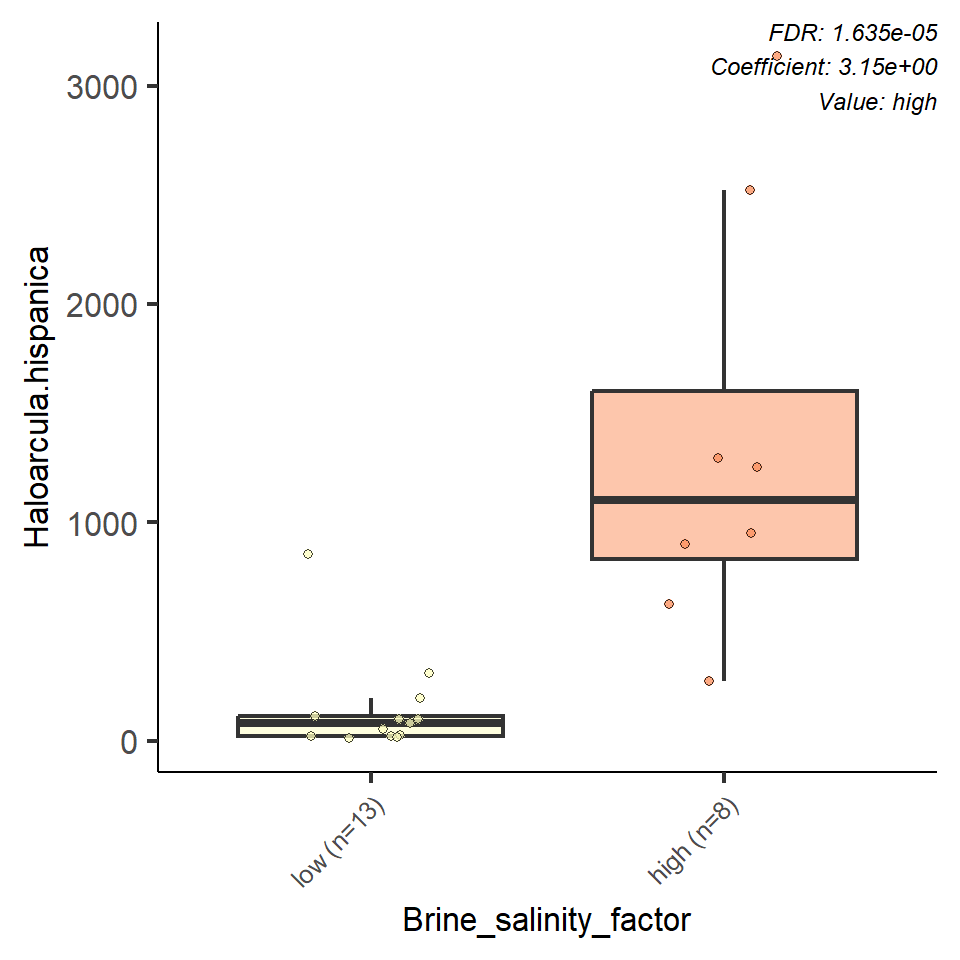 FDR: 1.635e-05
Coefficient: 3.15e+00
Value: high
3000
2000
1000
0
Haloarcula.hispanica
low (n=13)
high (n=8)
Brine_salinity_factor